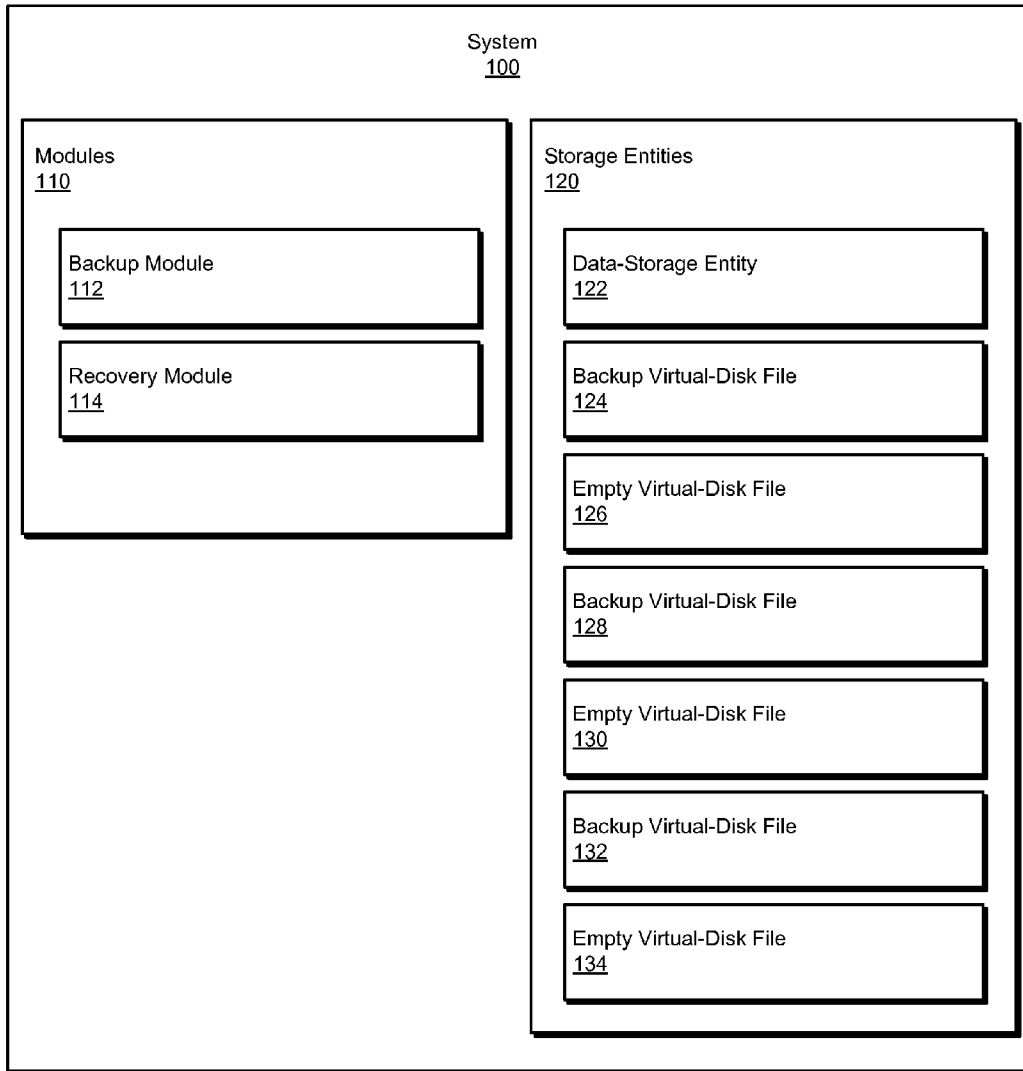 System
100
Modules
110
Backup Module
112
Recovery Module
114
Storage Entities
120
Data-Storage Entity
122
Backup Virtual-Disk File
124
Empty Virtual-Disk File
126
Backup Virtual-Disk File
128
Empty Virtual-Disk File
130
Backup Virtual-Disk File
132
Empty Virtual-Disk File
134